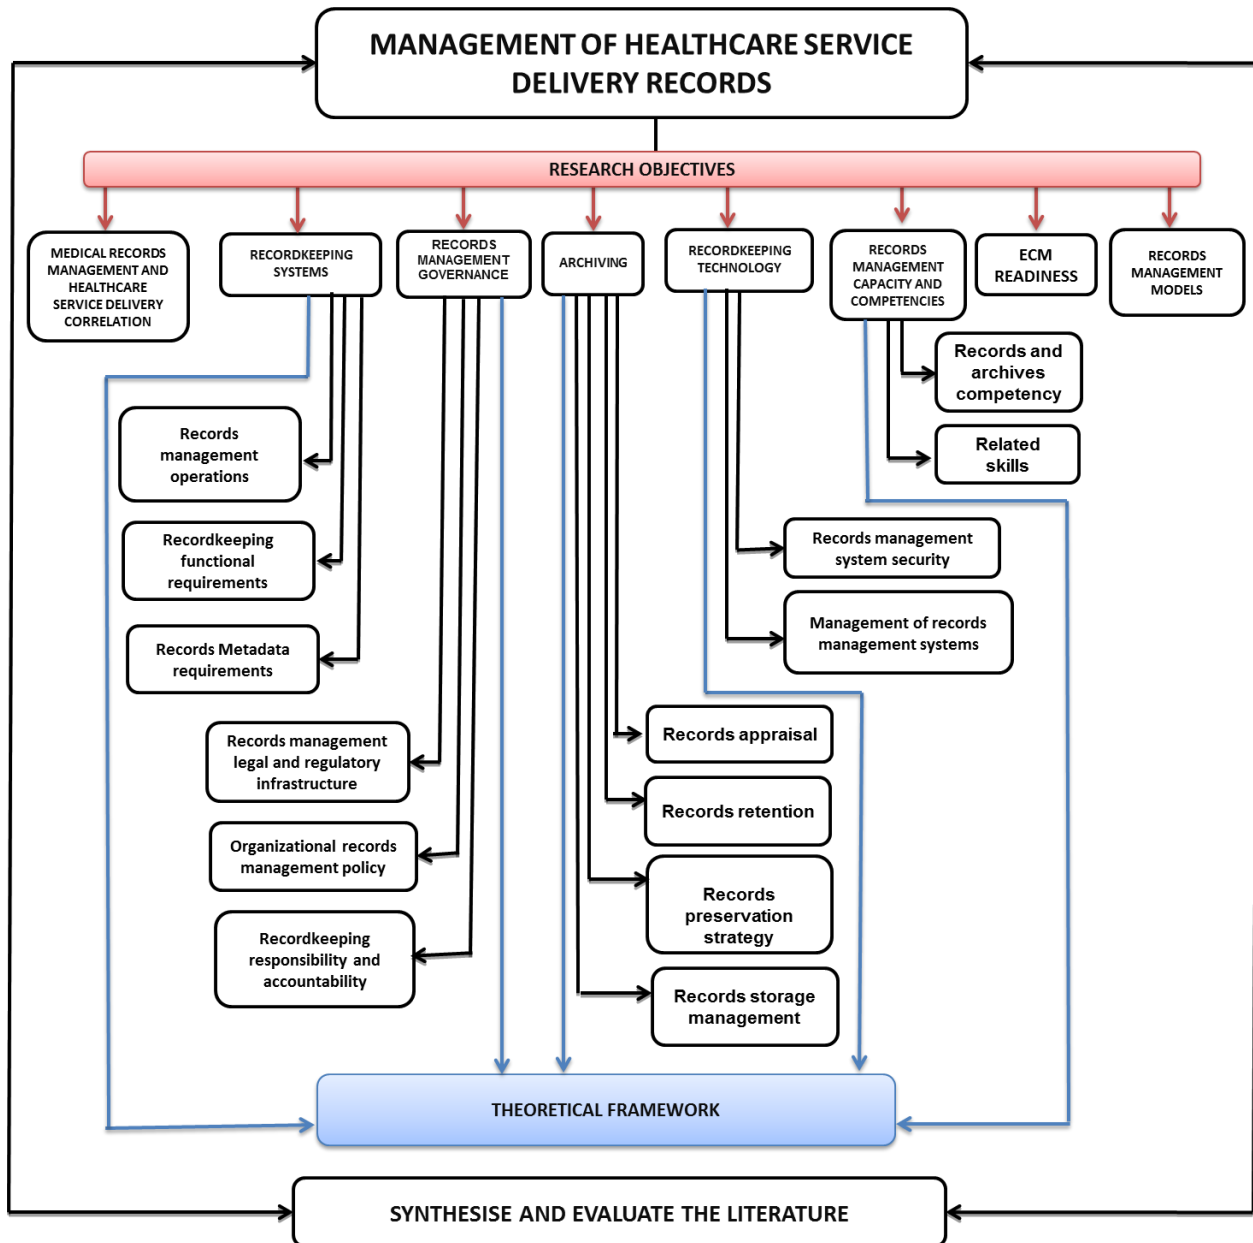 MANAGEMENT OF HEALTHCARE SERVICE
DELIVERY RECORDS
RESEARCH OBJECTIVES
MEDICAL RECORDS
MANAGEMENT AND
HEALTHCARE
SERVICE DELIVERY
CORRELATION
RECORDKEEPING
SYSTEMS
RECORDS
MANAGEMENT
GOVERNANCE
ARCHIVING
RECORDKEEPING
TECHNOLOGY
RECORDS
MANAGEMENT
CAPACITY AND
COMPETENCIES
ECM
READINESS
RECORDS
MANAGEMENT
MODELS
Records and
archives
competency
Related
skills
Records
management
operations
Recordkeeping
functional
requirements
Records Metadata
requirements
Records management
system security
Management of records
management systems
Records management
legal and regulatory
infrastructure
Organizational records
management policy
Recordkeeping
responsibility and
accountability
Records appraisal
Records retention
Records
preservation
strategy
Records storage
management
THEORETICAL FRAMEWORK
SYNTHESISE AND EVALUATE THE LITERATURE